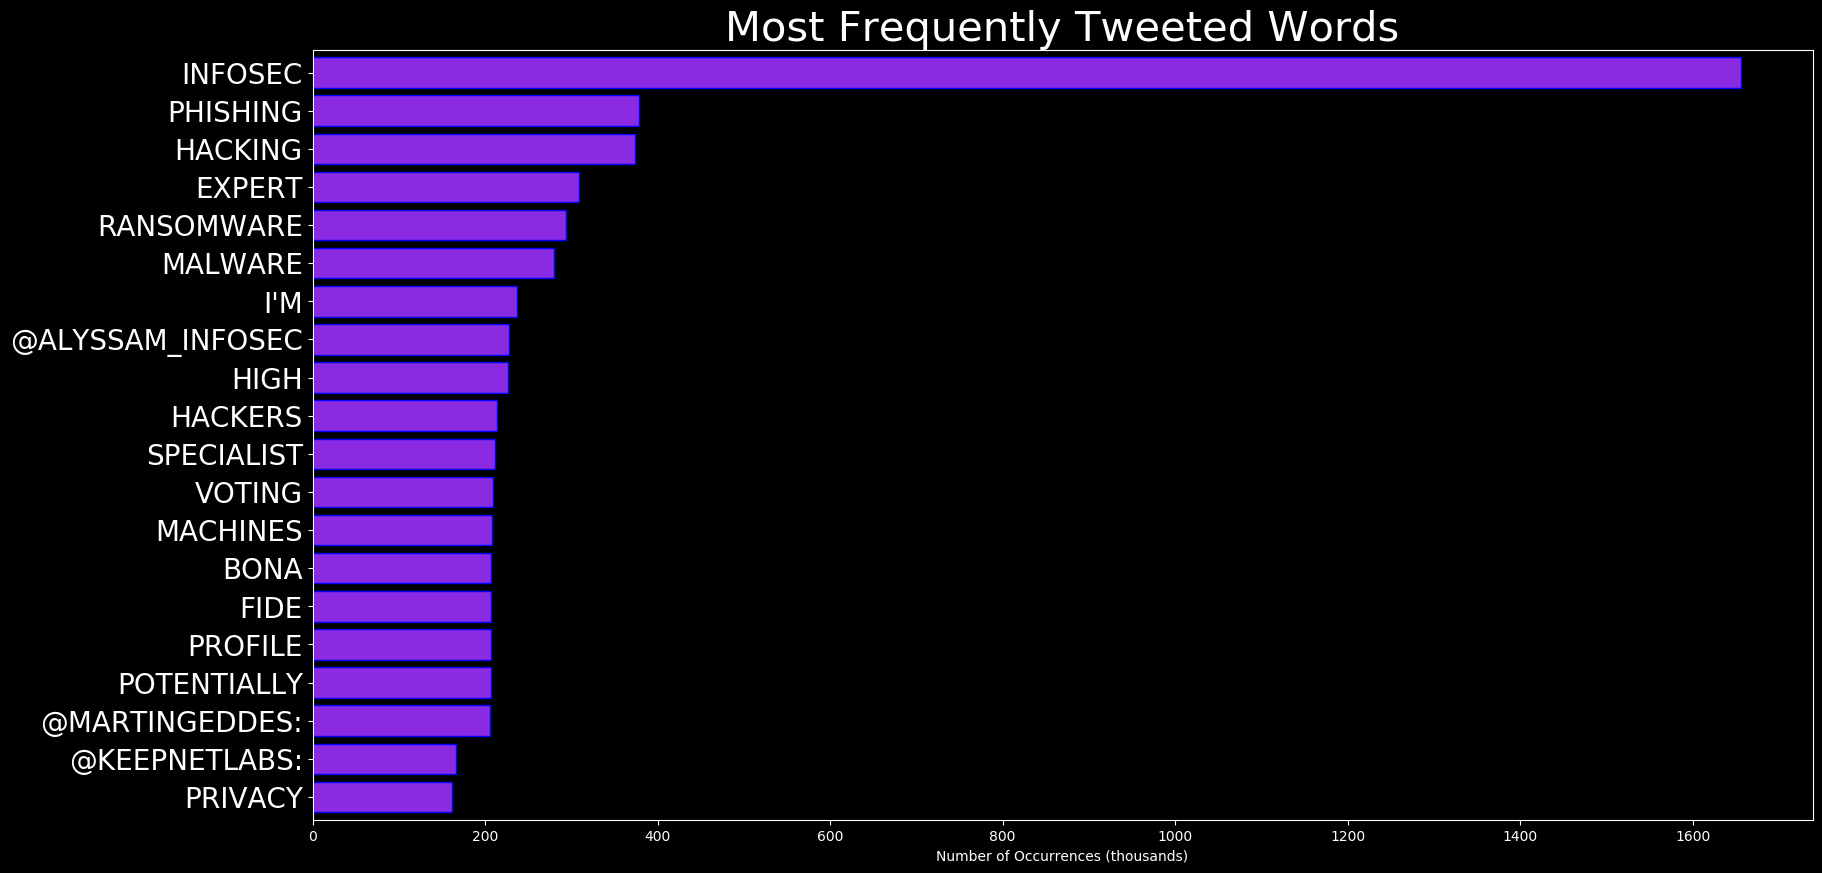 Most Frequently Tweeted Words
INFOSEC
PHISHING
HACKING
EXPERT
RANSOMWARE
MALWARE
I'M
@ALYSSAM_INFOSEC
HIGH
HACKERS
SPECIALIST
VOTING
MACHINES
BONA
FIDE
PROFILE
POTENTIALLY
@MARTINGEDDES:
@KEEPNETLABS:
PRIVACY
0 200 400 600 800 1000 1200 1400 1600
Number of Occurrences (thousands)